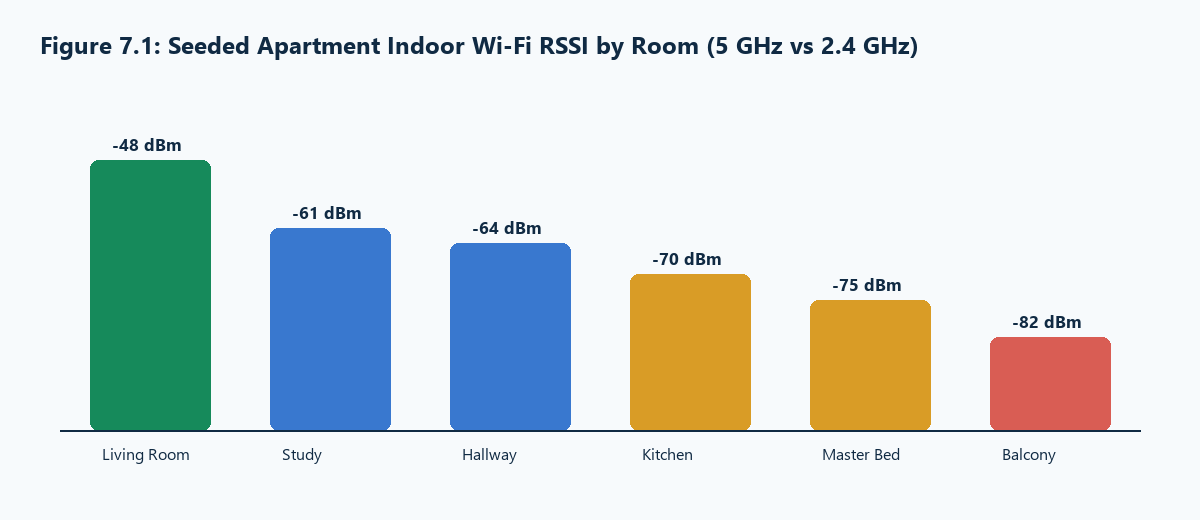 Figure 7.1: Seeded Apartment Indoor Wi-Fi RSSI by Room (5 GHz vs 2.4 GHz)
-48 dBm
-61 dBm
-64 dBm
-70 dBm
-75 dBm
-82 dBm
Living Room
Study
Hallway
Kitchen
Master Bed
Balcony